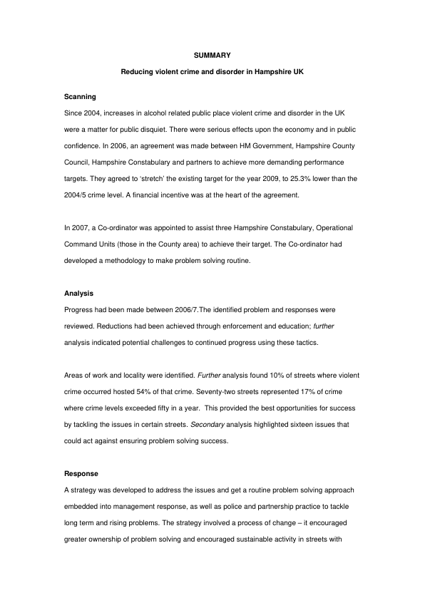 SUMMARY
Reducing violent crime and disorder in Hampshire UK
Scanning
Since 2004, increases in alcohol related public place violent crime and disorder in the UK
were a matter for public disquiet. There were serious effects upon the economy and in public
confidence. In 2006, an agreement was made between HM Government, Hampshire County
Council, Hampshire Constabulary and partners to achieve more demanding performance
targets. They agreed to ‘stretch’ the existing target for the year 2009, to 25.3% lower than the
2004/5 crime level. A financial incentive was at the heart of the agreement.
In 2007, a Co-ordinator was appointed to assist three Hampshire Constabulary, Operational
Command Units (those in the County area) to achieve their target. The Co-ordinator had
developed a methodology to make problem solving routine.
Analysis
Progress had been made between 2006/7.The identified problem and responses were
reviewed. Reductions had been achieved through enforcement and education; further
analysis indicated potential challenges to continued progress using these tactics.
Areas of work and locality were identified. Further analysis found 10% of streets where violent
crime occurred hosted 54% of that crime. Seventy-two streets represented 17% of crime
where crime levels exceeded fifty in a year. This provided the best opportunities for success
by tackling the issues in certain streets. Secondary analysis highlighted sixteen issues that
could act against ensuring problem solving success.
Response
A strategy was developed to address the issues and get a routine problem solving approach
embedded into management response, as well as police and partnership practice to tackle
long term and rising problems. The strategy involved a process of change – it encouraged
greater ownership of problem solving and encouraged sustainable activity in streets with